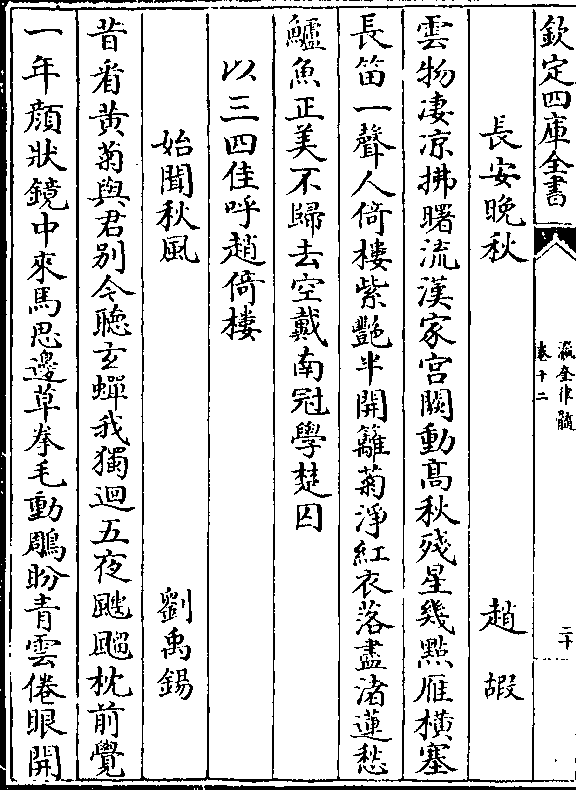 欽定四庫全書
瀛奎律髓
卷十二
二十
長安晚秋　趙嘏
雲物凄凉拂曙流漢家宫闕動髙秋殘星幾㸃雁横塞
長笛一聲人倚樓紫艶半開籬菊淨紅衣落盡渚蓮愁
鱸魚正美不歸去空戴南冠學楚囚
以三四佳呼趙倚樓
始聞秋風　劉禹錫
昔看黄菊與君别今聴玄蟬我獨迴五夜颼飀枕前覺
一年顔狀鏡中來馬思邊草拳毛動鵰盼青雲倦眼開